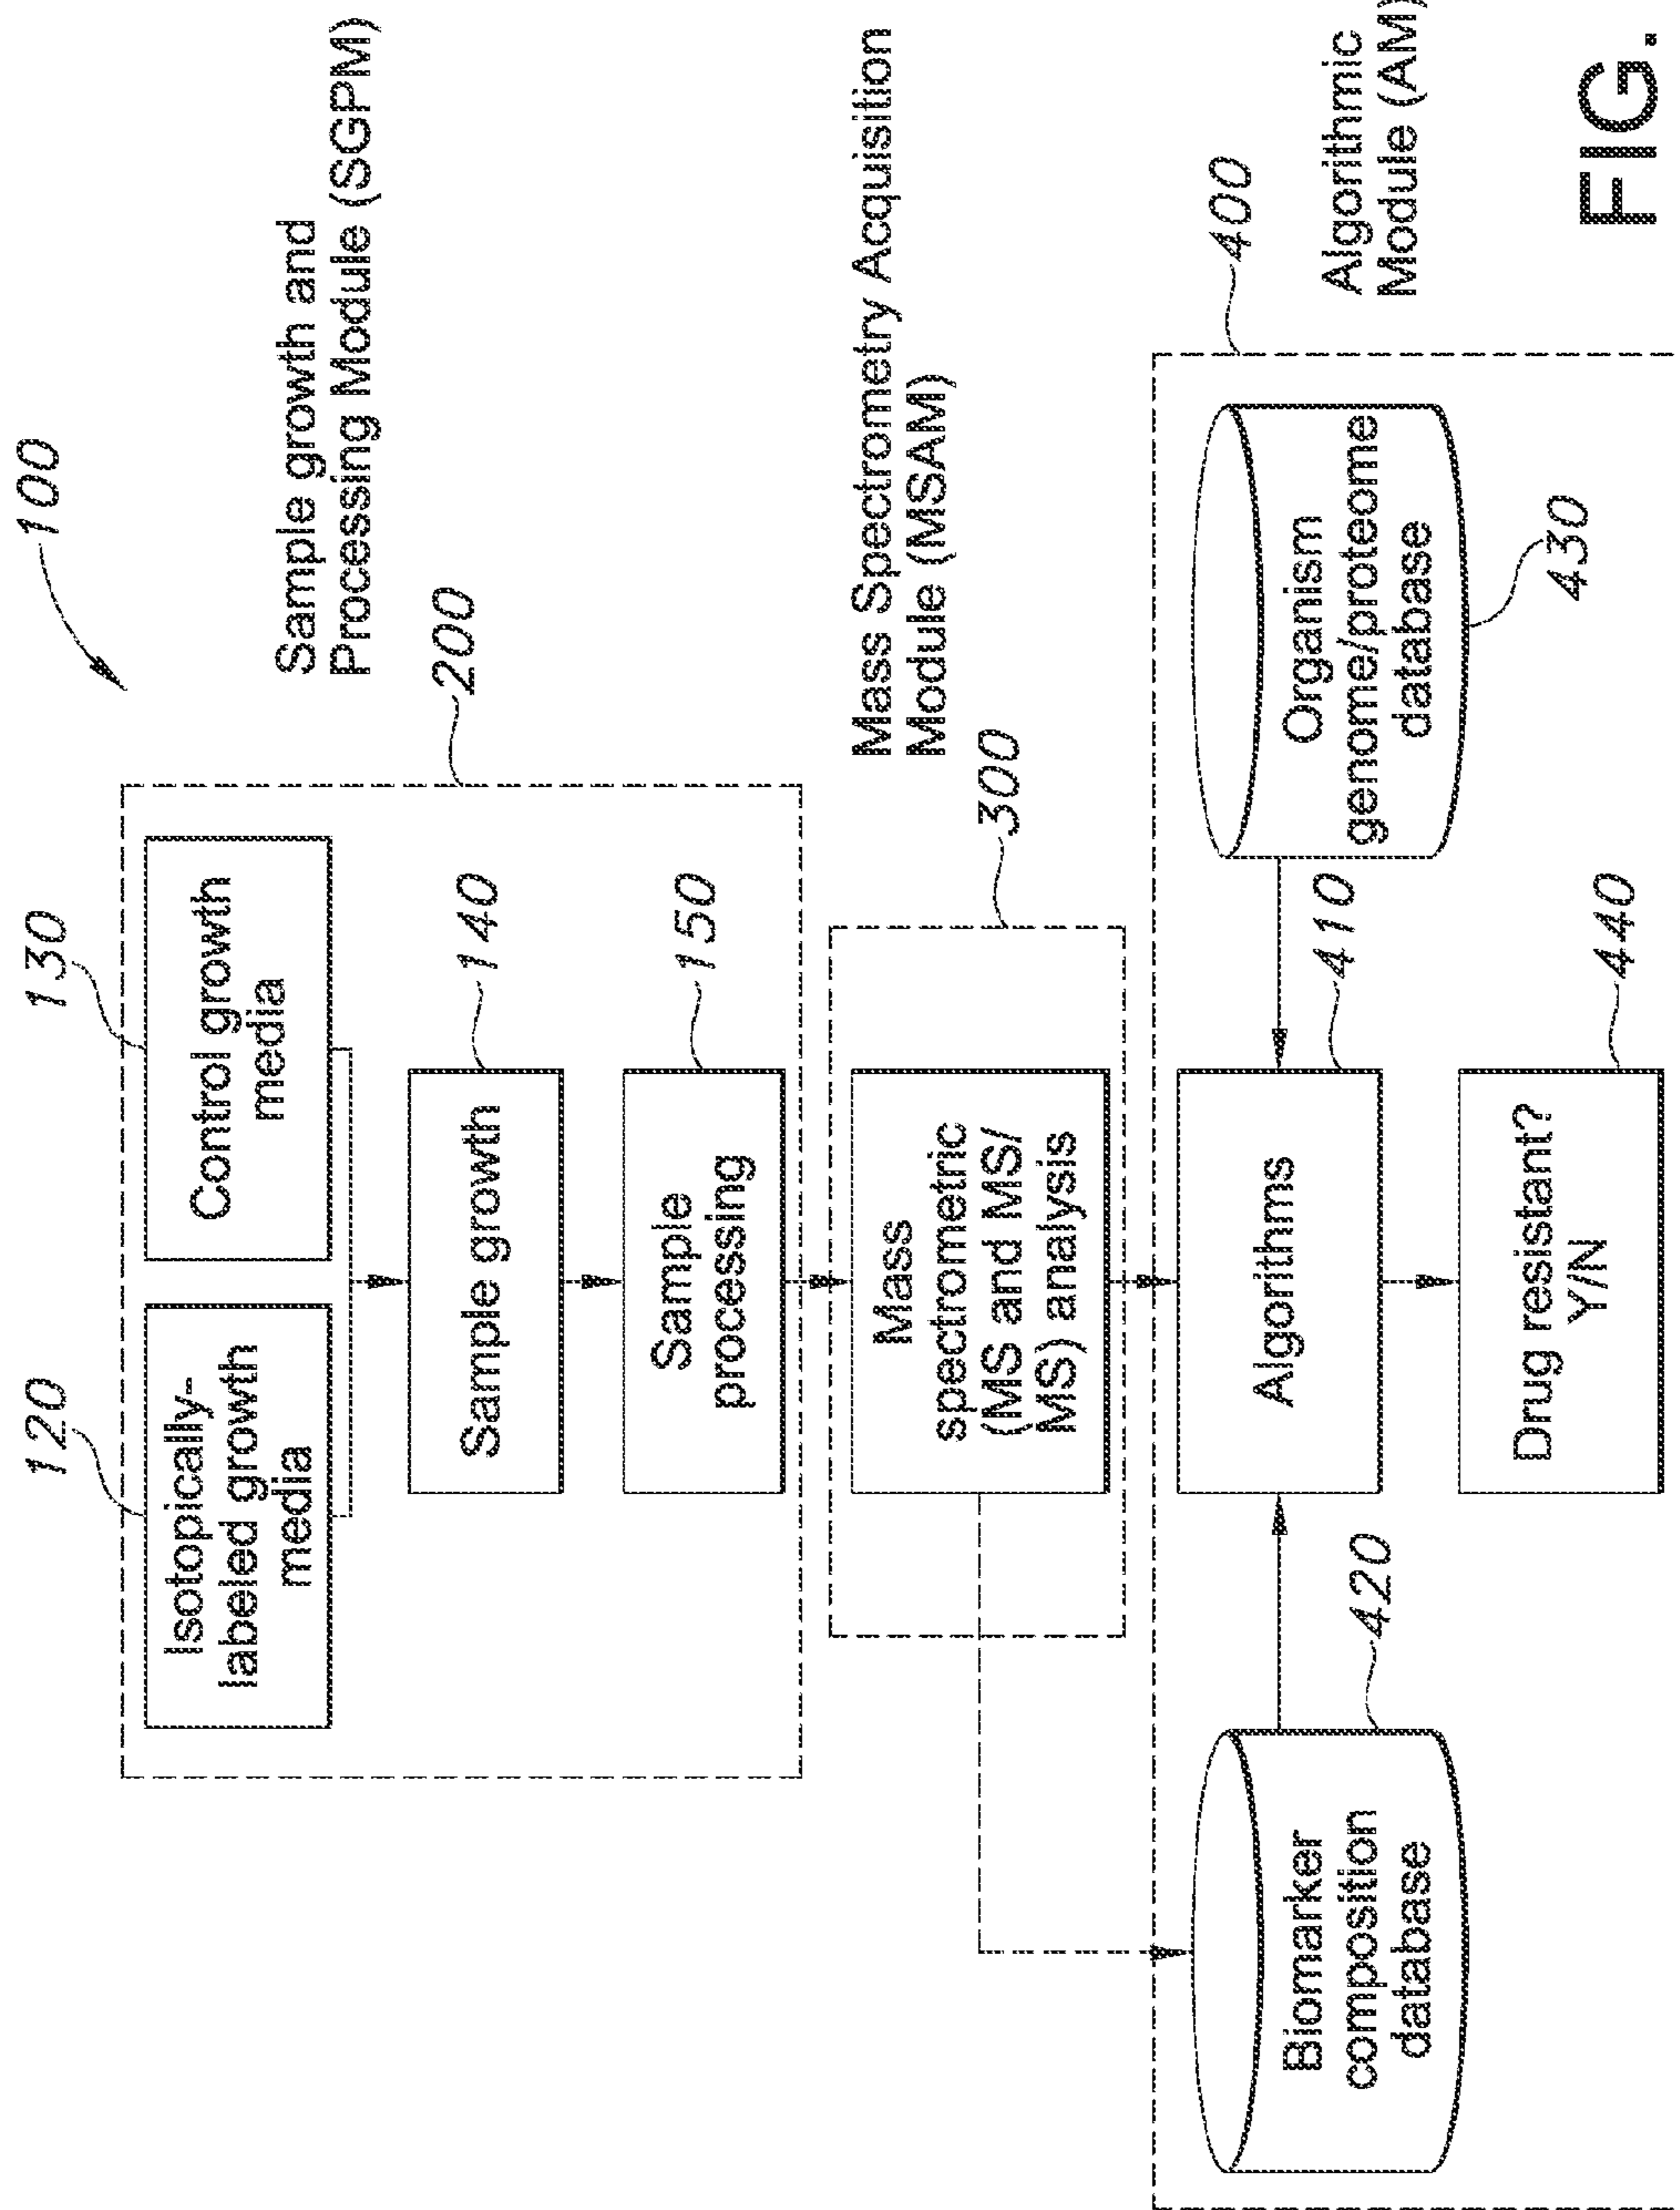 100
120
130
Isotopically-
labeled growth
media
Control growth
media
Sample growth and
Processing Module (SGPM)
200
Sample growth
140
Sample
processing
150
Mass Spectrometry Acquisition
Module (MSAM)
300
Mass
spectrometric
(MS and MS/
MS) analysis
400
Biomarker
composition
database
420
Algorithms
410
Organism
genome/proteome
database
430
Algorithmic
Module (AM)
Drug resistant?
Y/N
440
FIG.